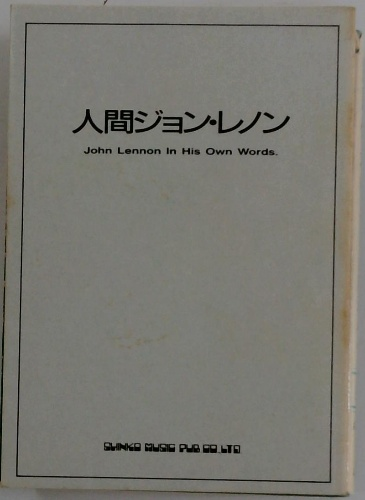 人間ジョン・レノン
John Lennon In His Own Words.
SHINKO MUSIC PUB CO.,LTD